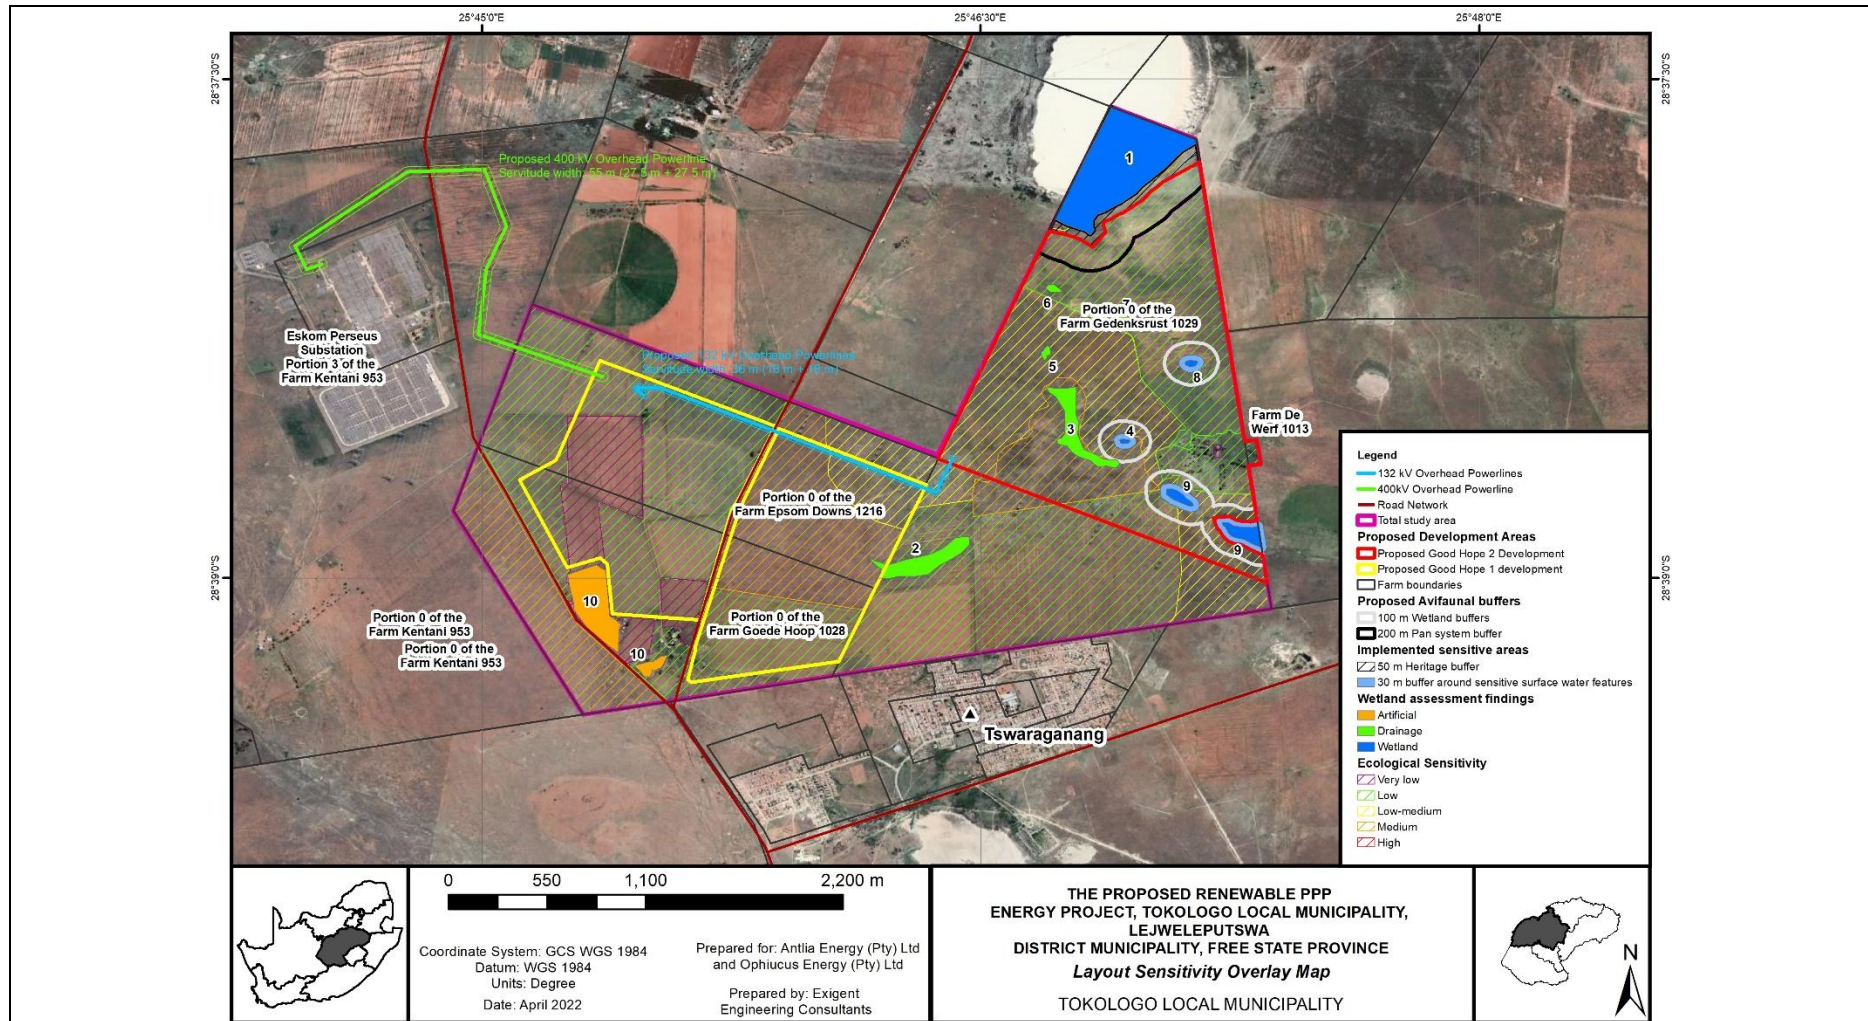 25°45'0"E
25°46'30"E
25°48'0"E
28°37'30"S
28°37'30"S
28°39'0"S
28°39'0"S
Proposed 400 kV Overhead Powerline
Servitude width: 55 m (27.5 m + 27.5 m)
1
Eskom Perseus
Substation
Portion 3 of the
Farm Kentani 953
6
7
Portion 0 of the
Farm Gedenksrust 1029
Proposed 132 kV Overhead Powerlines
Servitude width: 36 m (18 m + 18 m)
5
8
Farm De
Werf 1013
3
4
9
Portion 0 of the
Farm Epsom Downs 1216
2
9
10
Portion 0 of the
Farm Kentani 953
Portion 0 of the
Farm Kentani 953
Portion 0 of the
Farm Goede Hoop 1028
10
Tswaraganang
Legend
132 kV Overhead Powerlines
400kV Overhead Powerline
Road Network
Total study area
Proposed Development Areas
Proposed Good Hope 2 Development
Proposed Good Hope 1 development
Farm boundaries
Proposed Avifaunal buffers
100 m Wetland buffers
200 m Pan system buffer
Implemented sensitive areas
50 m Heritage buffer
30 m buffer around sensitive surface water features
Wetland assessment findings
Artificial
Drainage
Wetland
Ecological Sensitivity
Very low
Low
Low-medium
Medium
High
0 550 1,100 2,200 m
Coordinate System: GCS WGS 1984
Datum: WGS 1984
Units: Degree
Date: April 2022
Prepared for: Antlia Energy (Pty) Ltd
and Ophiucus Energy (Pty) Ltd
Prepared by: Exigent
Engineering Consultants
THE PROPOSED RENEWABLE PPP
ENERGY PROJECT, TOKOLOGO LOCAL MUNICIPALITY,
LEJWELEPUTSWA
DISTRICT MUNICIPALITY, FREE STATE PROVINCE
Layout Sensitivity Overlay Map
TOKOLOGO LOCAL MUNICIPALITY
N